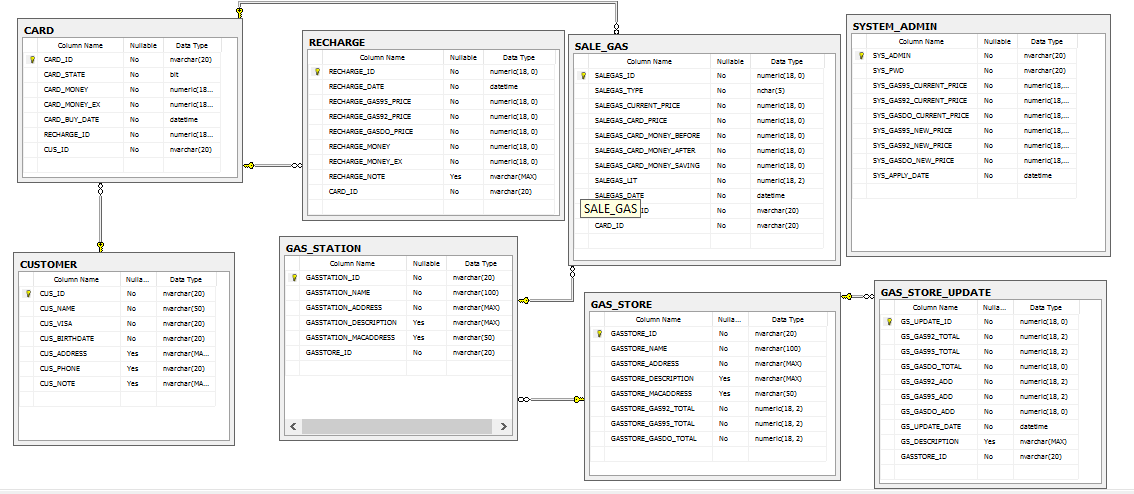 CARD
Column Name Nullable Data Type
CARD_ID No nvarchar(20)
CARD_STATE No bit
CARD_MONEY No numeric(18...
CARD_MONEY_EX No numeric(18...
CARD_BUY_DATE No datetime
RECHARGE_ID No numeric(18...
CUS_ID No nvarchar(20)
RECHARGE
Column Name Nullable Data Type
RECHARGE_ID No numeric(18, 0)
RECHARGE_DATE No datetime
RECHARGE_GAS95_PRICE No numeric(18, 0)
RECHARGE_GAS92_PRICE No numeric(18, 0)
RECHARGE_GASDO_PRICE No numeric(18, 0)
RECHARGE_MONEY No numeric(18, 0)
RECHARGE_MONEY_EX No numeric(18, 0)
RECHARGE_NOTE Yes nvarchar(MAX)
CARD_ID No nvarchar(20)
SALE_GAS
Column Name Nullable Data Type
SALEGAS_ID No numeric(18, 0)
SALEGAS_TYPE No nchar(5)
SALEGAS_CURRENT_PRICE No numeric(18, 0)
SALEGAS_CARD_PRICE No numeric(18, 0)
SALEGAS_CARD_MONEY_BEFORE No numeric(18, 0)
SALEGAS_CARD_MONEY_AFTER No numeric(18, 0)
SALEGAS_CARD_MONEY_SAVING No numeric(18, 0)
SALEGAS_LIT No numeric(18, 2)
SALEGAS_DATE No datetime
SALE_GAS ID No nvarchar(20)
CARD_ID No nvarchar(20)
SYSTEM_ADMIN
Column Name Nullable Data Type
SYS_ADMIN No nvarchar(20)
SYS_PWD No nvarchar(20)
SYS_GAS95_CURRENT_PRICE No numeric(18,...
SYS_GAS92_CURRENT_PRICE No numeric(18,...
SYS_GASDO_CURRENT_PRICE No numeric(18,...
SYS_GAS95_NEW_PRICE No numeric(18,...
SYS_GAS92_NEW_PRICE No numeric(18,...
SYS_GASDO_NEW_PRICE No numeric(18,...
SYS_APPLY_DATE No datetime
CUSTOMER
Column Name Nulla... Data Type
CUS_ID No nvarchar(20)
CUS_NAME No nvarchar(50)
CUS_VISA No nvarchar(20)
CUS_BIRTHDATE No nvarchar(20)
CUS_ADDRESS Yes nvarchar(MA...
CUS_PHONE Yes nvarchar(20)
CUS_NOTE Yes nvarchar(MA...
GAS_STATION
Column Name Nullable Data Type
GASSTATION_ID No nvarchar(20)
GASSTATION_NAME No nvarchar(100)
GASSTATION_ADDRESS No nvarchar(MAX)
GASSTATION_DESCRIPTION Yes nvarchar(MAX)
GASSTATION_MACADDRESS Yes nvarchar(50)
GASSTORE_ID No nvarchar(20)
GAS_STORE
Column Name Nulla... Data Type
GASSTORE_ID No nvarchar(20)
GASSTORE_NAME No nvarchar(100)
GASSTORE_ADDRESS No nvarchar(MAX)
GASSTORE_DESCRIPTION Yes nvarchar(MAX)
GASSTORE_MACADDRESS Yes nvarchar(50)
GASSTORE_GAS92_TOTAL No numeric(18, 2)
GASSTORE_GAS95_TOTAL No numeric(18, 2)
GASSTORE_GASDO_TOTAL No numeric(18, 2)
GAS_STORE_UPDATE
Column Name Nulla... Data Type
GS_UPDATE_ID No numeric(18, 0)
GS_GAS92_TOTAL No numeric(18, 2)
GS_GAS95_TOTAL No numeric(18, 2)
GS_GASDO_TOTAL No numeric(18, 0)
GS_GAS92_ADD No numeric(18, 2)
GS_GAS95_ADD No numeric(18, 2)
GS_GASDO_ADD No numeric(18, 0)
GS_UPDATE_DATE No datetime
GS_DESCRIPTION Yes nvarchar(MAX)
GASSTORE_ID No nvarchar(20)